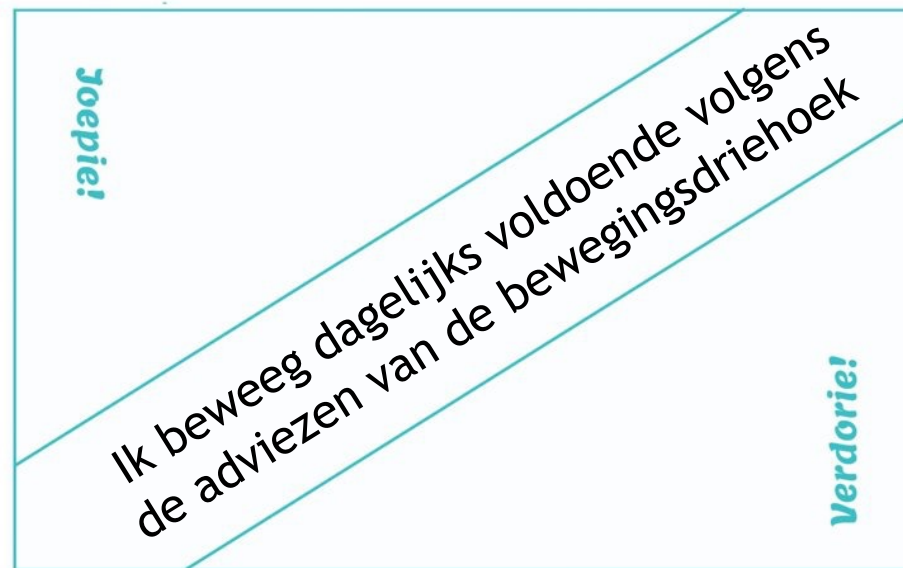 Joepie!
Ik beweeg dagelijks voldoende volgens
de adviezen van de bewegingsdriehoek
Verdorie!